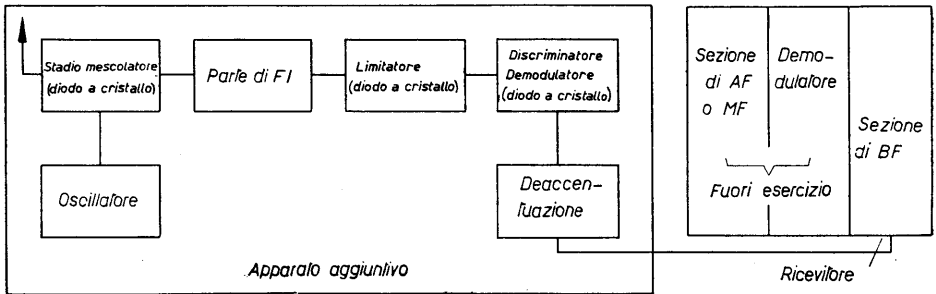 Stadio mescolatore
(diodo a cristallo)
Parte di FI
Limitatore
(diodo a cristallo)
Discriminatore
Demodulatore
(diodo a cristallo)
Oscillatore
Deaccen-
tuazione
Apparato aggiuntivo
Sezione
di AF
o MF
Demo-
dulatore
Sezione
di BF
Fuori esercizio
Ricevitore